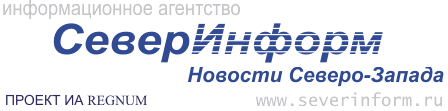 информационное агентство
СеверИнформ
Новости Северо-Запада
ПРОЕКТ ИА REGNUM
www.severinform.ru